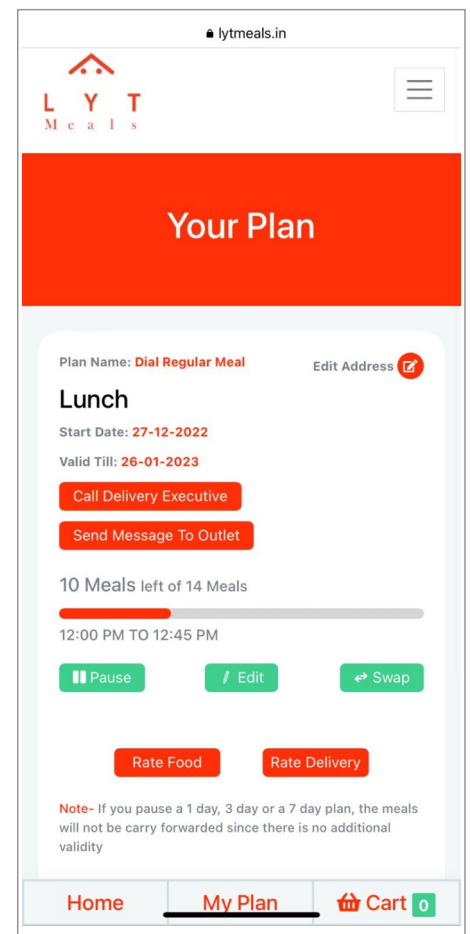 lytmeals.in
LYT
Meals
Your Plan
Plan Name: Dial Regular Meal
Edit Address
Lunch
Start Date: 27-12-2022
Valid Till: 26-01-2023
Call Delivery Executive
Send Message To Outlet
10 Meals left of 14 Meals
12:00 PM TO 12:45 PM
Pause
Edit
Swap
Rate Food
Rate Delivery
Note- If you pause a 1 day, 3 day or a 7 day plan, the meals
will not be carry forwarded since there is no additional
validity
Home
My Plan
Cart 0